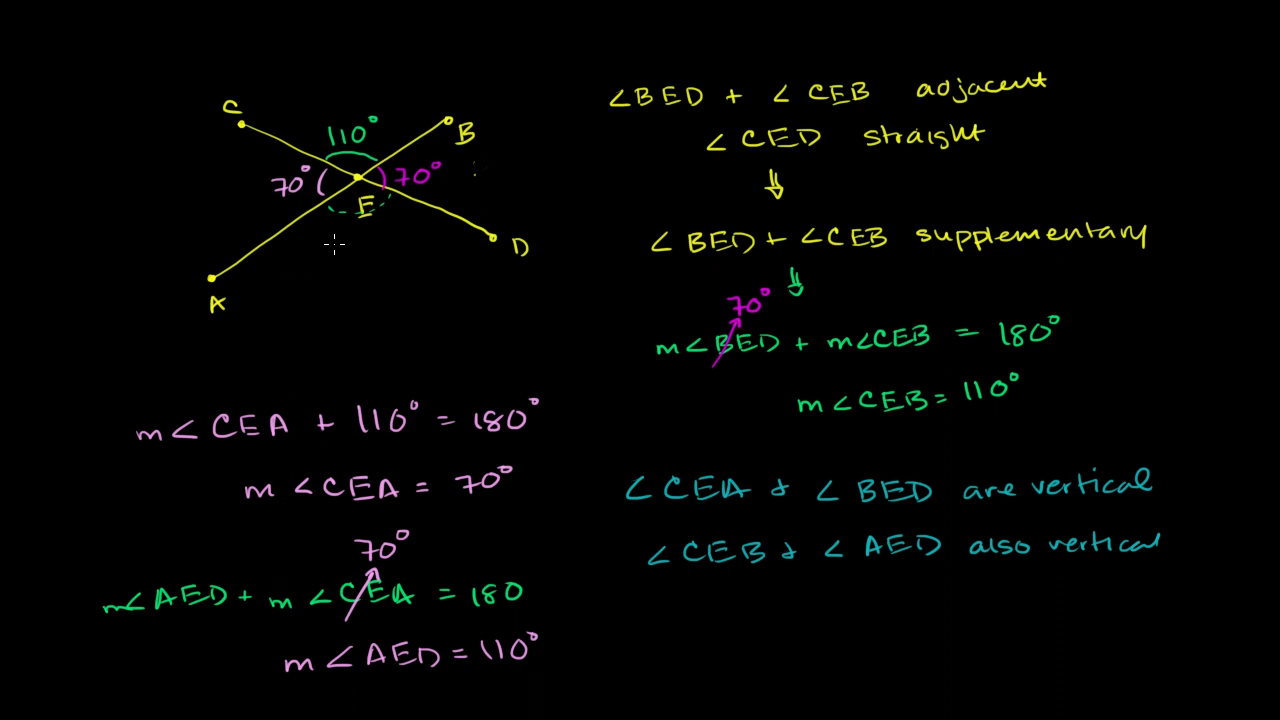 C
110°
B
70°
70°
E
D
A
∠BED + ∠CEB adjacent
∠CED straight
⇓
∠BED + ∠CEB supplementary
⇓
70°
m∠BED + m∠CEB = 180°
m∠CEB = 110°
m∠CEA + 110° = 180°
m∠CEA = 70°
70°
m∠AED + m∠CEA = 180
m∠AED = 110°
∠CEA & ∠BED are vertical
∠CEB & ∠AED also vertical